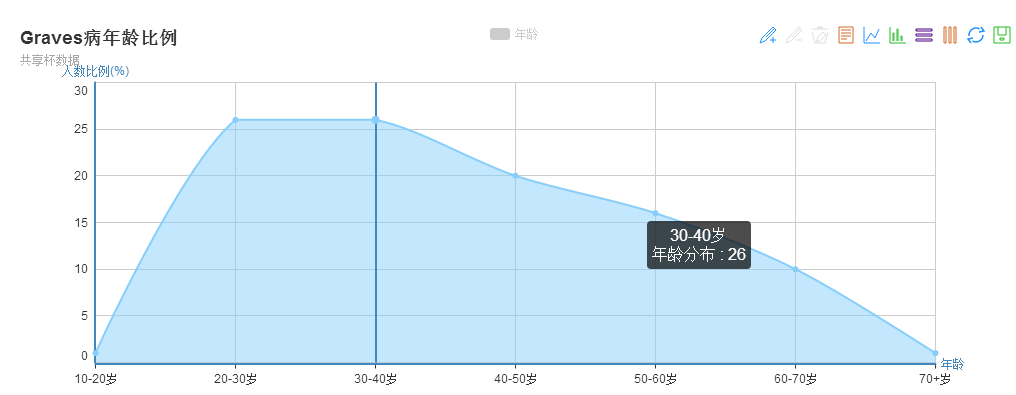 Graves病年龄比例
年龄
共享杯数据
人数比例(%)
30
25
20
15
10
5
0
30-40岁
年龄分布 : 26
年龄
10-20岁
20-30岁
30-40岁
40-50岁
50-60岁
60-70岁
70+岁